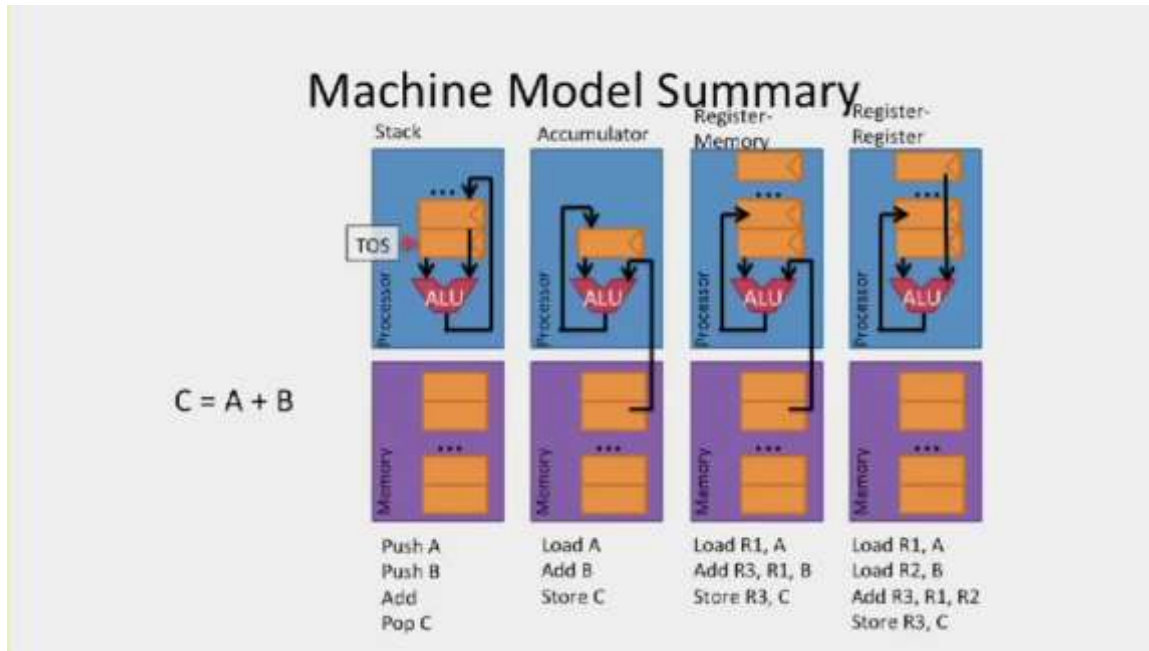 Machine Model Summary
Stack
Accumulator
Register-
Memory
Register-
Register
...
...
...
TOS
ALU
ALU
ALU
ALU
Processor
Processor
Processor
Processor
C = A + B
...
...
...
...
Memory
Memory
Memory
Memory
Push A
Push B
Add
Pop C
Load A
Add B
Store C
Load R1, A
Add R3, R1, B
Store R3, C
Load R1, A
Load R2, B
Add R3, R1, R2
Store R3, C